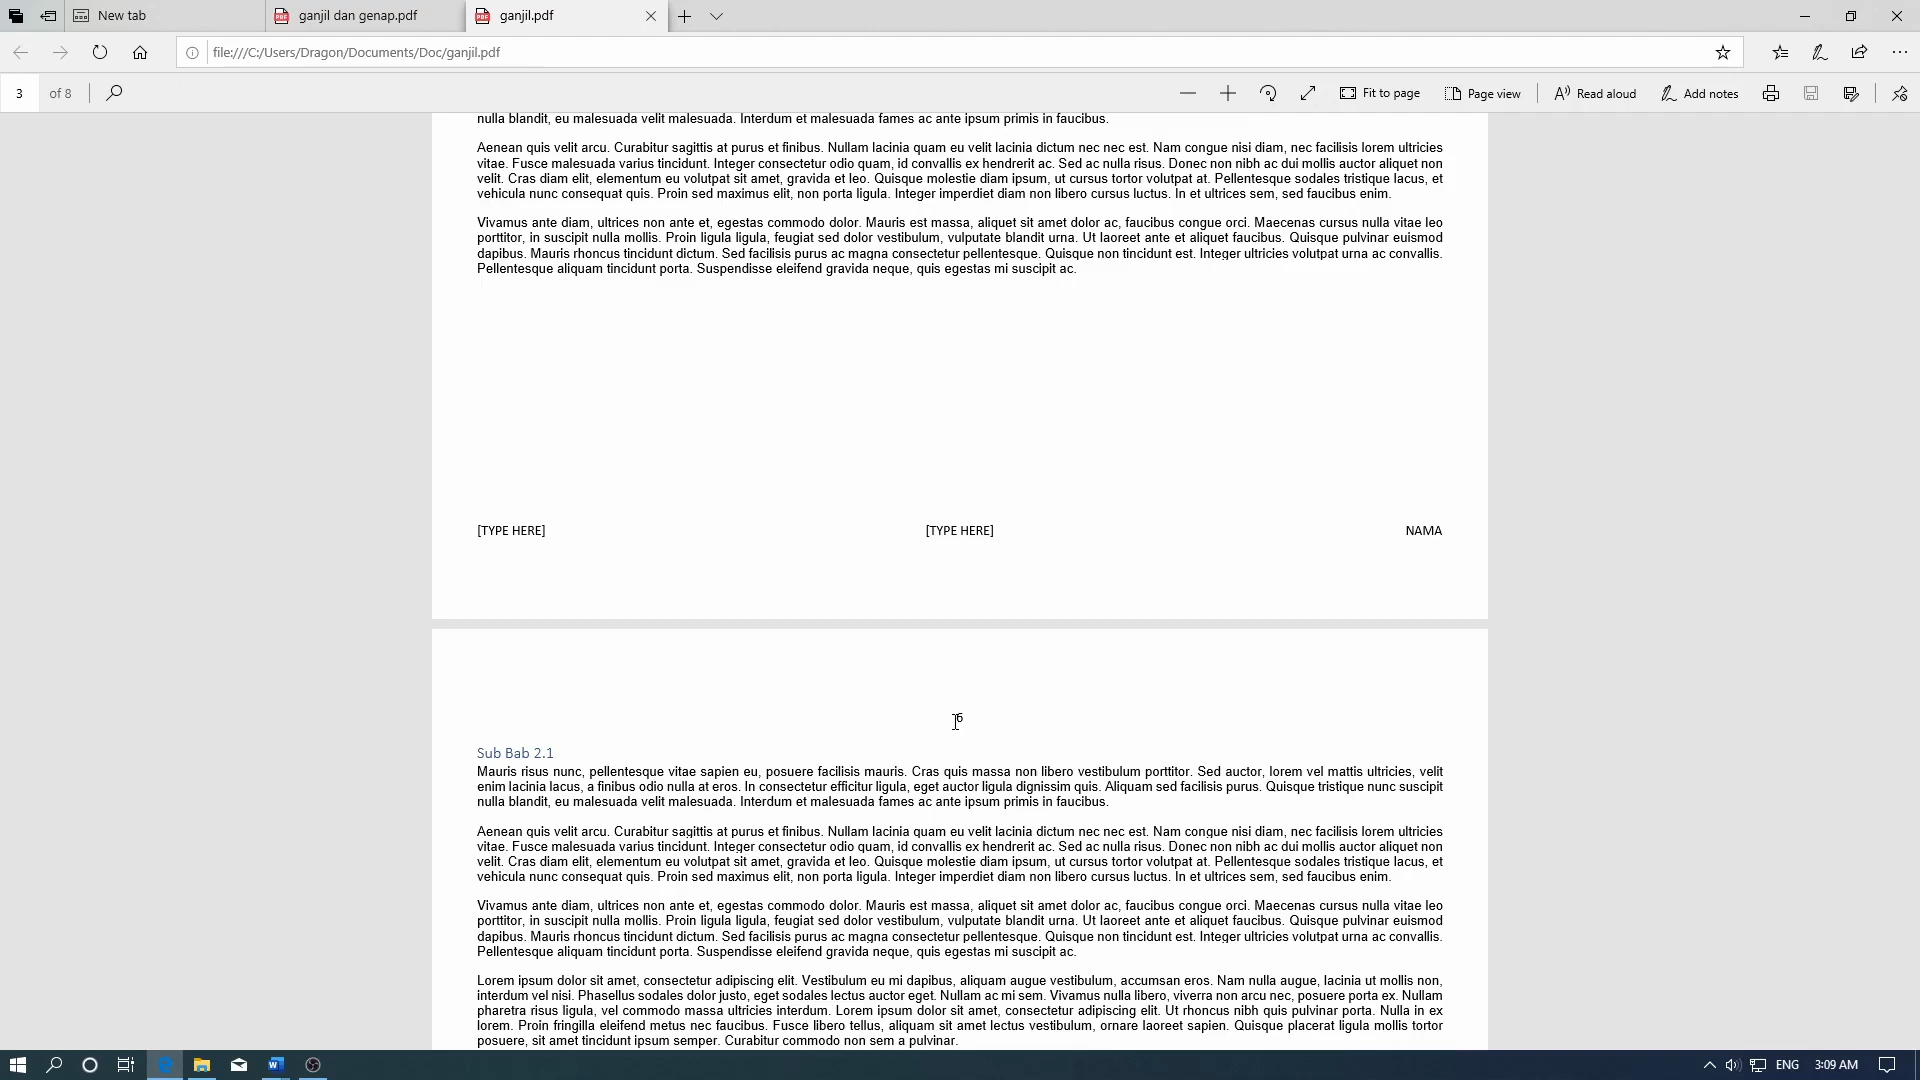 New tab
ganjil dan genap.pdf
ganjil.pdf
file:///C:/Users/Dragon/Documents/Doc/ganjil.pdf
3 of 8
Fit to page
Page view
Read aloud
Add notes
nulla blandit, eu malesuada velit malesuada. Interdum et malesuada fames ac ante ipsum primis in faucibus.
Aenean quis velit arcu. Curabitur sagittis at purus et finibus. Nullam lacinia quam eu velit lacinia dictum nec nec est. Nam congue nisi diam, nec facilisis lorem ultricies
vitae. Fusce malesuada varius tincidunt. Integer consectetur odio quam, id convallis ex hendrerit ac. Sed ac nulla risus. Donec non nibh ac dui mollis auctor aliquet non
velit. Cras diam elit, elementum eu volutpat sit amet, gravida et leo. Quisque molestie diam ipsum, ut cursus tortor volutpat at. Pellentesque sodales tristique lacus, et
vehicula nunc consequat quis. Proin sed maximus elit, non porta ligula. Integer imperdiet diam non libero cursus luctus. In et ultrices sem, sed faucibus enim.
Vivamus ante diam, ultrices non ante et, egestas commodo dolor. Mauris est massa, aliquet sit amet dolor ac, faucibus congue orci. Maecenas cursus nulla vitae leo
porttitor, in suscipit nulla mollis. Proin ligula ligula, feugiat sed dolor vestibulum, vulputate blandit urna. Ut laoreet ante et aliquet faucibus. Quisque pulvinar euismod
dapibus. Mauris rhoncus tincidunt dictum. Sed facilisis purus ac magna consectetur pellentesque. Quisque non tincidunt est. Integer ultricies volutpat urna ac convallis.
Pellentesque aliquam tincidunt porta. Suspendisse eleifend gravida neque, quis egestas mi suscipit ac.
[TYPE HERE] [TYPE HERE] NAMA
Sub Bab 2.1
Mauris risus nunc, pellentesque vitae sapien eu, posuere facilisis mauris. Cras quis massa non libero vestibulum porttitor. Sed auctor, lorem vel mattis ultricies, velit
enim lacinia lacus, a finibus odio nulla at eros. In consectetur efficitur ligula, eget auctor ligula dignissim quis. Aliquam sed facilisis purus. Quisque tristique nunc suscipit
nulla blandit, eu malesuada velit malesuada. Interdum et malesuada fames ac ante ipsum primis in faucibus.
Aenean quis velit arcu. Curabitur sagittis at purus et finibus. Nullam lacinia quam eu velit lacinia dictum nec nec est. Nam congue nisi diam, nec facilisis lorem ultricies
vitae. Fusce malesuada varius tincidunt. Integer consectetur odio quam, id convallis ex hendrerit ac. Sed ac nulla risus. Donec non nibh ac dui mollis auctor aliquet non
velit. Cras diam elit, elementum eu volutpat sit amet, gravida et leo. Quisque molestie diam ipsum, ut cursus tortor volutpat at. Pellentesque sodales tristique lacus, et
vehicula nunc consequat quis. Proin sed maximus elit, non porta ligula. Integer imperdiet diam non libero cursus luctus. In et ultrices sem, sed faucibus enim.
Vivamus ante diam, ultrices non ante et, egestas commodo dolor. Mauris est massa, aliquet sit amet dolor ac, faucibus congue orci. Maecenas cursus nulla vitae leo
porttitor, in suscipit nulla mollis. Proin ligula ligula, feugiat sed dolor vestibulum, vulputate blandit urna. Ut laoreet ante et aliquet faucibus. Quisque pulvinar euismod
dapibus. Mauris rhoncus tincidunt dictum. Sed facilisis purus ac magna consectetur pellentesque. Quisque non tincidunt est. Integer ultricies volutpat urna ac convallis.
Pellentesque aliquam tincidunt porta. Suspendisse eleifend gravida neque, quis egestas mi suscipit ac.
Lorem ipsum dolor sit amet, consectetur adipiscing elit. Vestibulum eu mi dapibus, aliquam augue vestibulum, accumsan eros. Nam nulla augue, lacinia ut mollis non,
interdum vel nisi. Phasellus sodales dolor justo, eget sodales lectus auctor eget. Nullam ac mi sem. Vivamus nulla libero, viverra non arcu nec, posuere porta ex. Nullam
pharetra risus ligula, vel commodo massa ultricies interdum. Lorem ipsum dolor sit amet, consectetur adipiscing elit. Ut rhoncus nibh quis pulvinar porta. Nulla in ex
lorem. Proin fringilla eleifend metus nec faucibus. Fusce libero tellus, aliquam sit amet lectus vestibulum, ornare laoreet sapien. Quisque placerat ligula mollis tortor
posuere, sit amet tincidunt ipsum semper. Curabitur commodo non sem a pulvinar.
ENG
3:09 AM